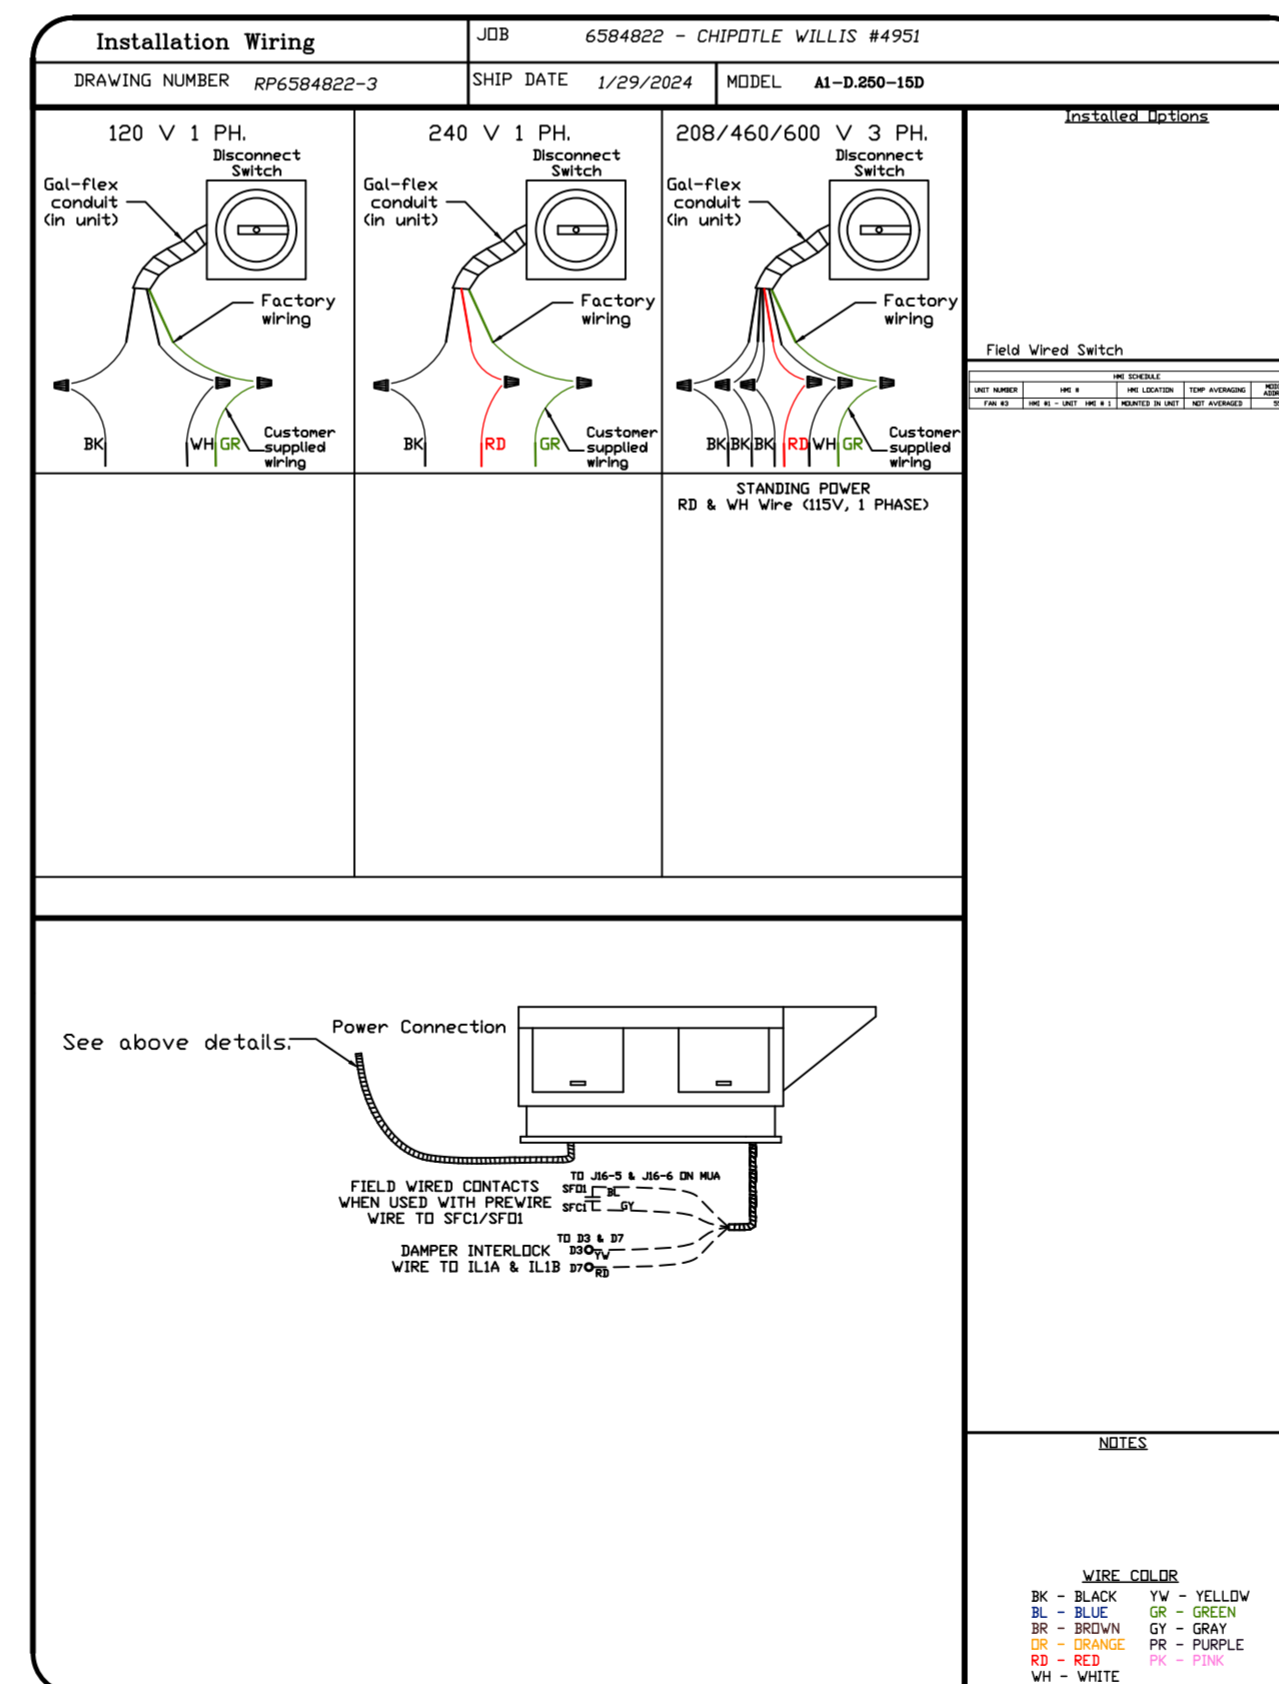 Installation Wiring
JOB 6584822 - CHIPOTLE WILLIS #4951
DRAWING NUMBER RP6584822-3
SHIP DATE 1/29/2024
MODEL A1-D.250-15D
120 V 1 PH.
Disconnect
Switch
Gal-flex
conduit
(in unit)
Factory
wiring
BK WH GR
Customer
supplied
wiring
240 V 1 PH.
Disconnect
Switch
Gal-flex
conduit
(in unit)
Factory
wiring
BK RD GR
Customer
supplied
wiring
208/460/600 V 3 PH.
Disconnect
Switch
Gal-flex
conduit
(in unit)
Factory
wiring
BK BK BK RD WH GR
Customer
supplied
wiring
STANDING POWER
RD & WH Wire (115V, 1 PHASE)
Installed Options
Field Wired Switch
HMI SCHEDULE
UNIT NUMBER HMI # HMI LOCATION TEMP AVERAGING
FAN #3 HMI #1 - UNIT HMI # 1 MOUNTED IN UNIT NOT AVERAGED
See above details.
Power Connection
FIELD WIRED CONTACTS
WHEN USED WITH PREWIRE
WIRE TO SFC1/SFO1
TO J16-5 & J16-6 ON MUA
SFO1 BL
SFC1 GY
DAMPER INTERLOCK
WIRE TO IL1A & IL1B
TO D3 & D7
D3 YW
D7 RD
NOTES
WIRE COLOR
BK - BLACK YW - YELLOW
BL - BLUE GR - GREEN
BR - BROWN GY - GRAY
OR - ORANGE PR - PURPLE
RD - RED PK - PINK
WH - WHITE